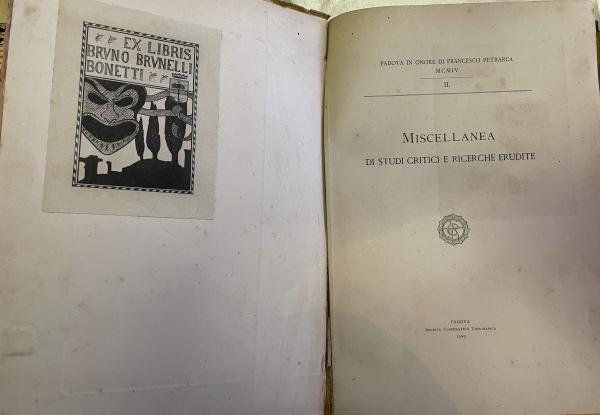 EX LIBRIS
BRVNO BRVNELLI
BONETTI
PADOVA IN ONORE DI FRANCESCO PETRARCA
MCMIV
II.
MISCELLANEA
DI STUDI CRITICI E RICERCHE ERUDITE
PADOVA
SOCIETÀ COOPERATIVA TIPOGRAFICA
1909